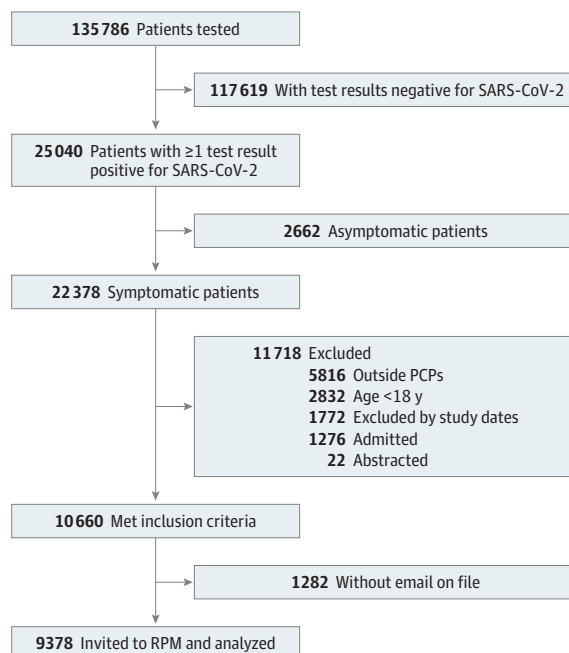 135 786 Patients tested
117 619 With test results negative for SARS-CoV-2
25 040 Patients with ≥1 test result
positive for SARS-CoV-2
2662 Asymptomatic patients
22 378 Symptomatic patients
11 718 Excluded
5816 Outside PCPs
2832 Age <18 y
1772 Excluded by study dates
1276 Admitted
22 Abstracted
10 660 Met inclusion criteria
1282 Without email on file
9378 Invited to RPM and analyzed